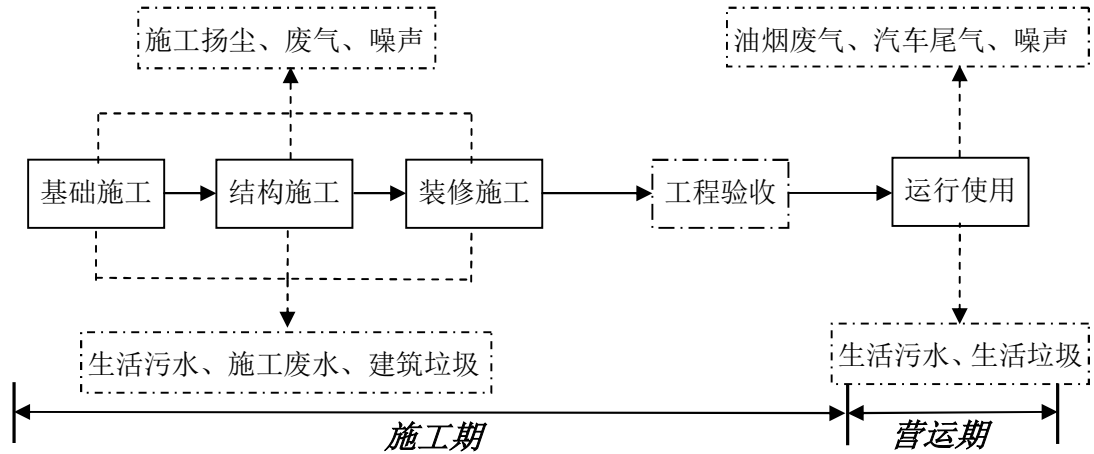 施工扬尘、废气、噪声
油烟废气、汽车尾气、噪声
基础施工
结构施工
装修施工
工程验收
运行使用
生活污水、施工废水、建筑垃圾
生活污水、生活垃圾
施工期
营运期